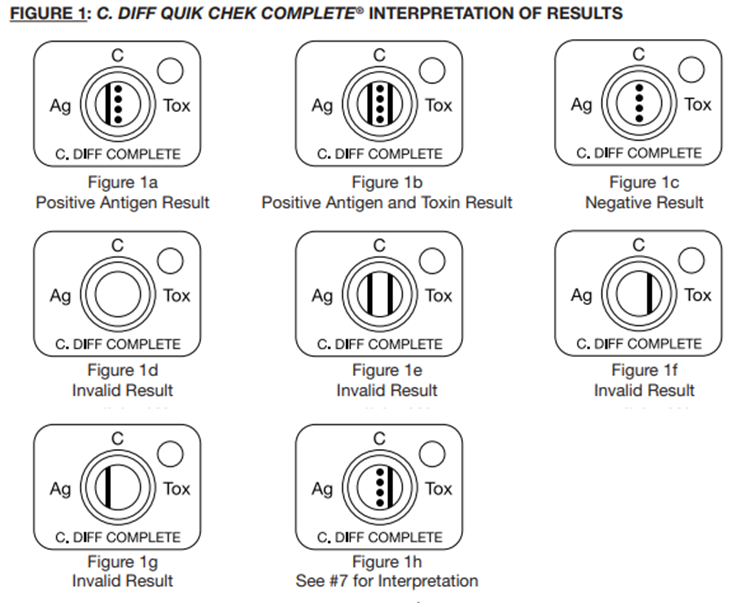 FIGURE 1: C. DIFF QUIK CHEK COMPLETE® INTERPRETATION OF RESULTS
C
Ag
Tox
C. DIFF COMPLETE
Figure 1a
Positive Antigen Result
C
Ag
Tox
C. DIFF COMPLETE
Figure 1b
Positive Antigen and Toxin Result
C
Ag
Tox
C. DIFF COMPLETE
Figure 1c
Negative Result
C
Ag
Tox
C. DIFF COMPLETE
Figure 1d
Invalid Result
C
Ag
Tox
C. DIFF COMPLETE
Figure 1e
Invalid Result
C
Ag
Tox
C. DIFF COMPLETE
Figure 1f
Invalid Result
C
Ag
Tox
C. DIFF COMPLETE
Figure 1g
Invalid Result
C
Ag
Tox
C. DIFF COMPLETE
Figure 1h
See #7 for Interpretation